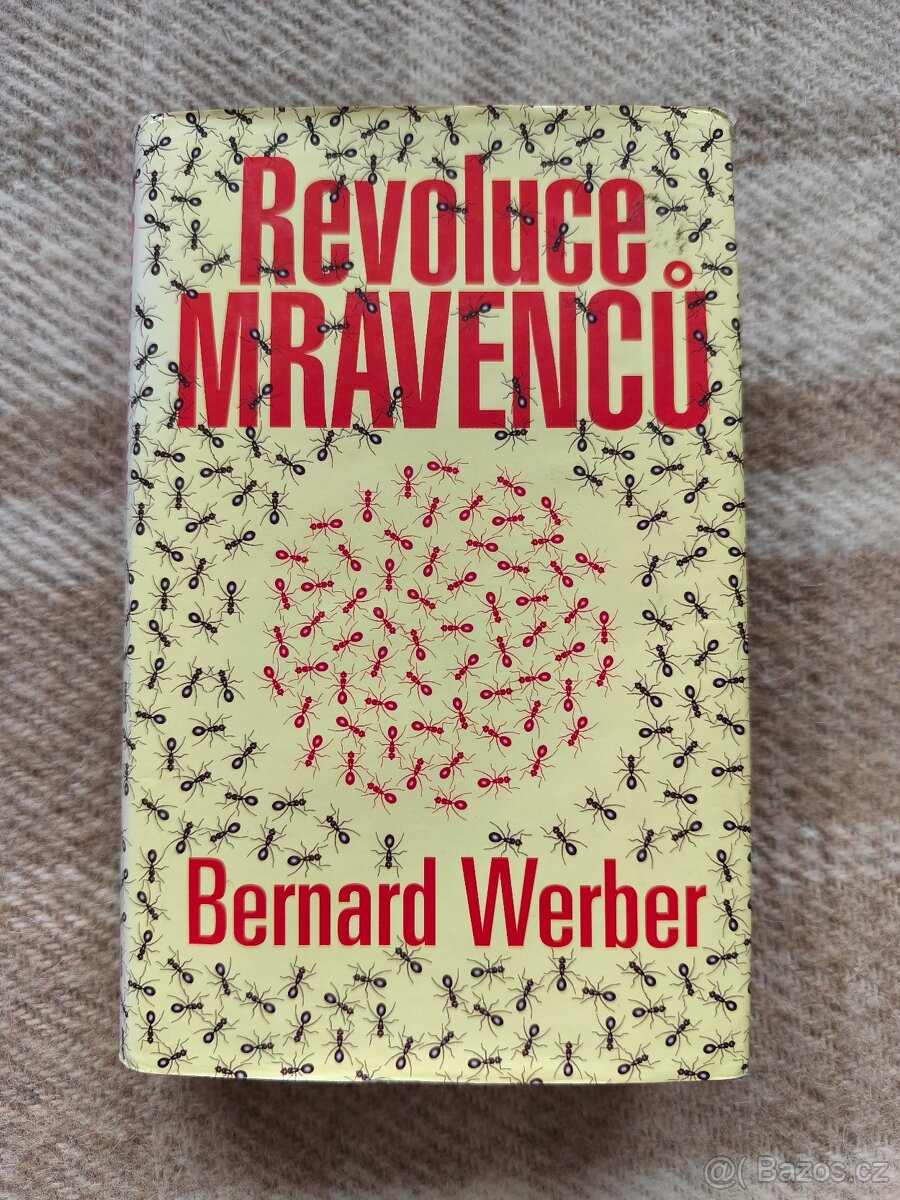 Revoluce
MRAVENCŮ
Bernard Werber
@( Bazos.cz